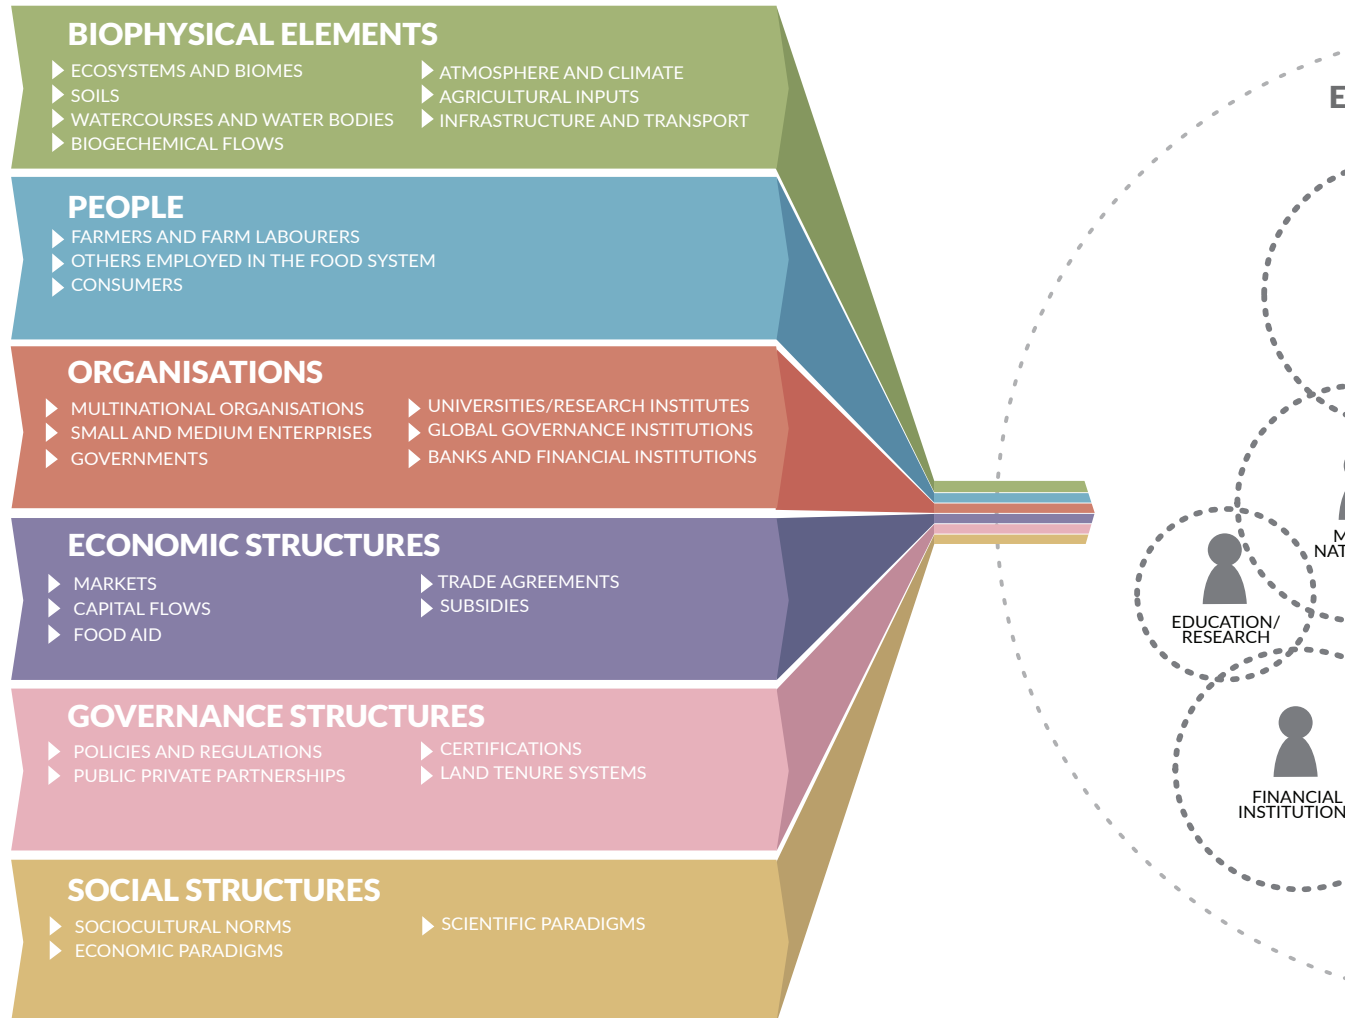 BIOPHYSICAL ELEMENTS
ECOSYSTEMS AND BIOMES
SOILS
WATERCOURSES AND WATER BODIES
BIOGECHEMICAL FLOWS
ATMOSPHERE AND CLIMATE
AGRICULTURAL INPUTS
INFRASTRUCTURE AND TRANSPORT
PEOPLE
FARMERS AND FARM LABOURERS
OTHERS EMPLOYED IN THE FOOD SYSTEM
CONSUMERS
ORGANISATIONS
MULTINATIONAL ORGANISATIONS
SMALL AND MEDIUM ENTERPRISES
GOVERNMENTS
UNIVERSITIES/RESEARCH INSTITUTES
GLOBAL GOVERNANCE INSTITUTIONS
BANKS AND FINANCIAL INSTITUTIONS
ECONOMIC STRUCTURES
MARKETS
CAPITAL FLOWS
FOOD AID
TRADE AGREEMENTS
SUBSIDIES
GOVERNANCE STRUCTURES
POLICIES AND REGULATIONS
PUBLIC PRIVATE PARTNERSHIPS
CERTIFICATIONS
LAND TENURE SYSTEMS
SOCIAL STRUCTURES
SOCIOCULTURAL NORMS
ECONOMIC PARADIGMS
SCIENTIFIC PARADIGMS
EDUCATION/
RESEARCH
FINANCIAL
INSTITUTION